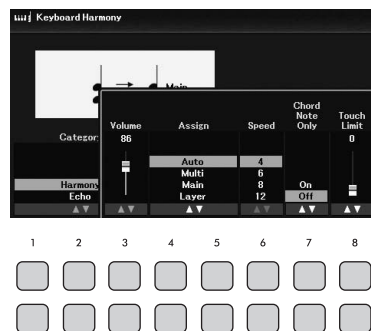 Keyboard Harmony
Main
Category
Volume
Assign
Speed
Chord Note Only
Touch Limit
86
0
Auto
4
Multi
6
Harmony
Main
8
On
Echo
Layer
12
Off
1 2 3 4 5 6 7 8